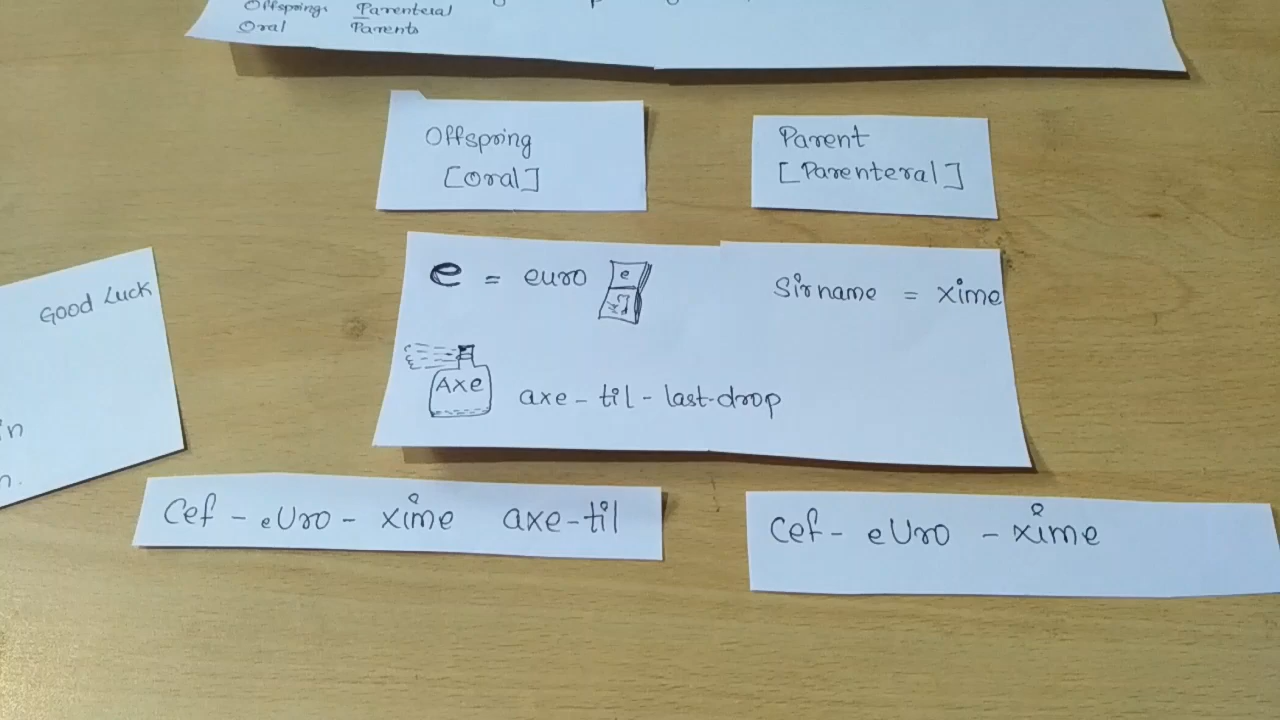 Offsprings Parenteral
Oral Parents
Offspring
[Oral]
Parent
[Parenteral]
Good Luck
in
n.
e = euro
e
Sirname = xime
AXe
axe-til-last-drop
Cef-eUro-xime axe-til
Cef-eUro-xime